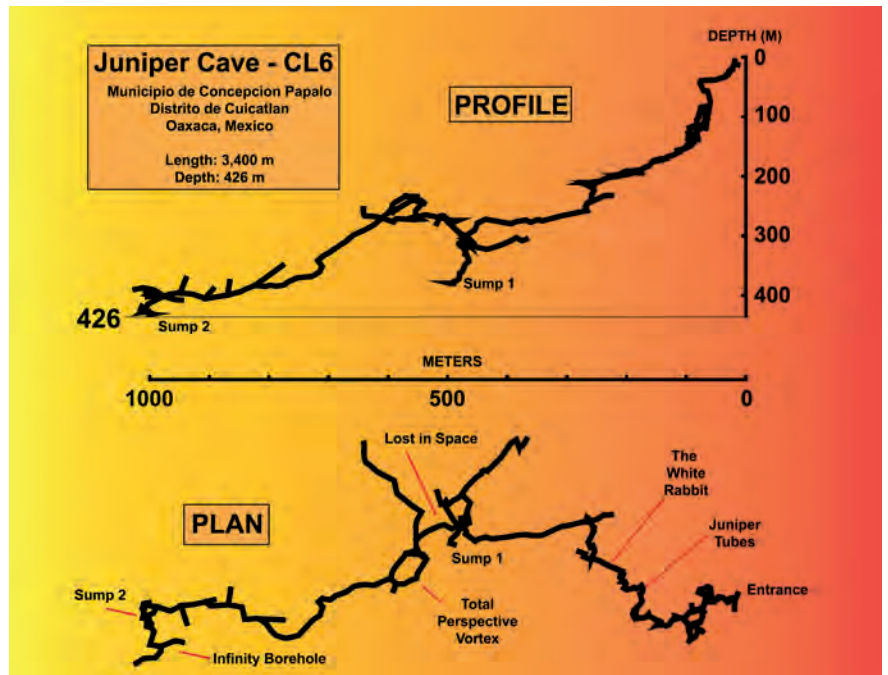 Juniper Cave - CL6
Municipio de Concepcion Papalo
Distrito de Cuicatlan
Oaxaca, Mexico
Length: 3,400 m
Depth: 426 m
PROFILE
DEPTH (M)
0
100
200
300
400
Sump 1
426
Sump 2
METERS
1000
500
0
Lost in Space
The
White
Rabbit
PLAN
Juniper
Tubes
Sump 1
Sump 2
Entrance
Total
Perspective
Vortex
Infinity Borehole